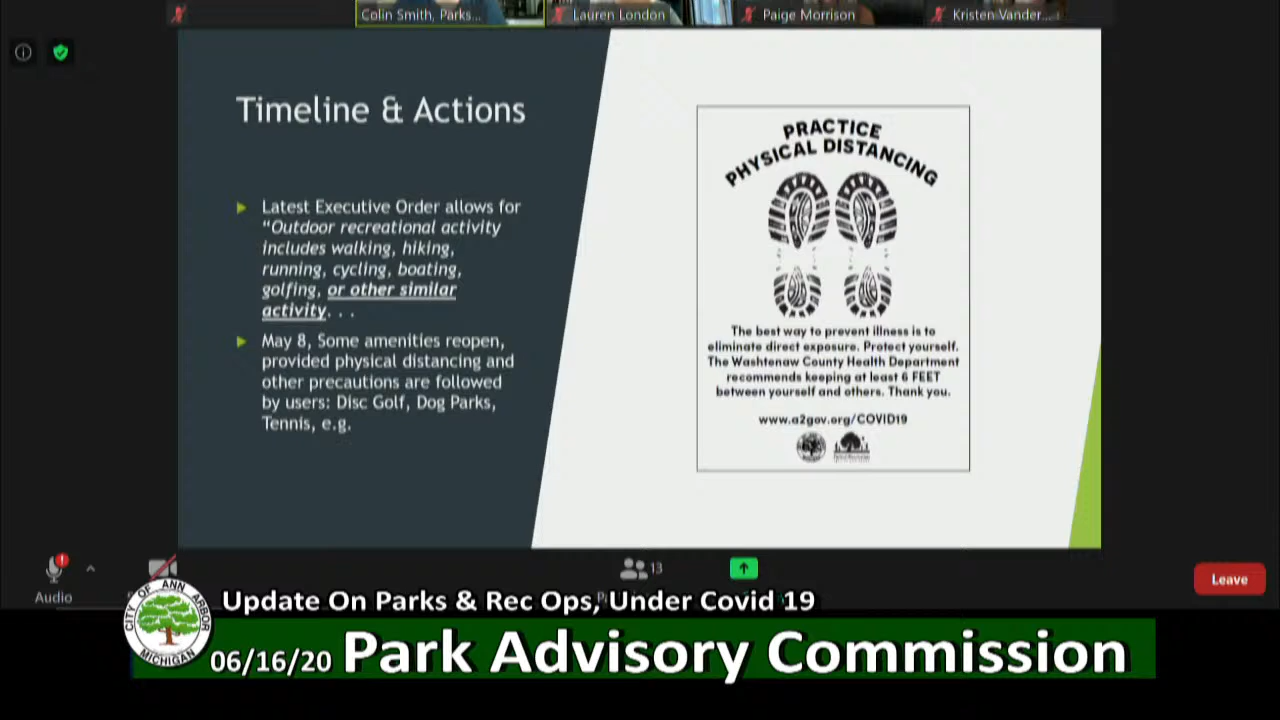 Colin Smith, Parks...
Lauren London
Paige Morrison
Kristen Vander...
Timeline & Actions
Latest Executive Order allows for
“Outdoor recreational activity
includes walking, hiking,
running, cycling, boating,
golfing, or other similar
activity. . .
May 8, Some amenities reopen,
provided physical distancing and
other precautions are followed
by users: Disc Golf, Dog Parks,
Tennis, e.g.
PRACTICE
PHYSICAL DISTANCING
The best way to prevent illness is to
eliminate direct exposure. Protect yourself.
The Washtenaw County Health Department
recommends keeping at least 6 FEET
between yourself and others. Thank you.
www.a2gov.org/COVID19
13
Audio
Leave
CITY OF ANN ARBOR
MICHIGAN
Update On Parks & Rec Ops, Under Covid 19
06/16/20 Park Advisory Commission